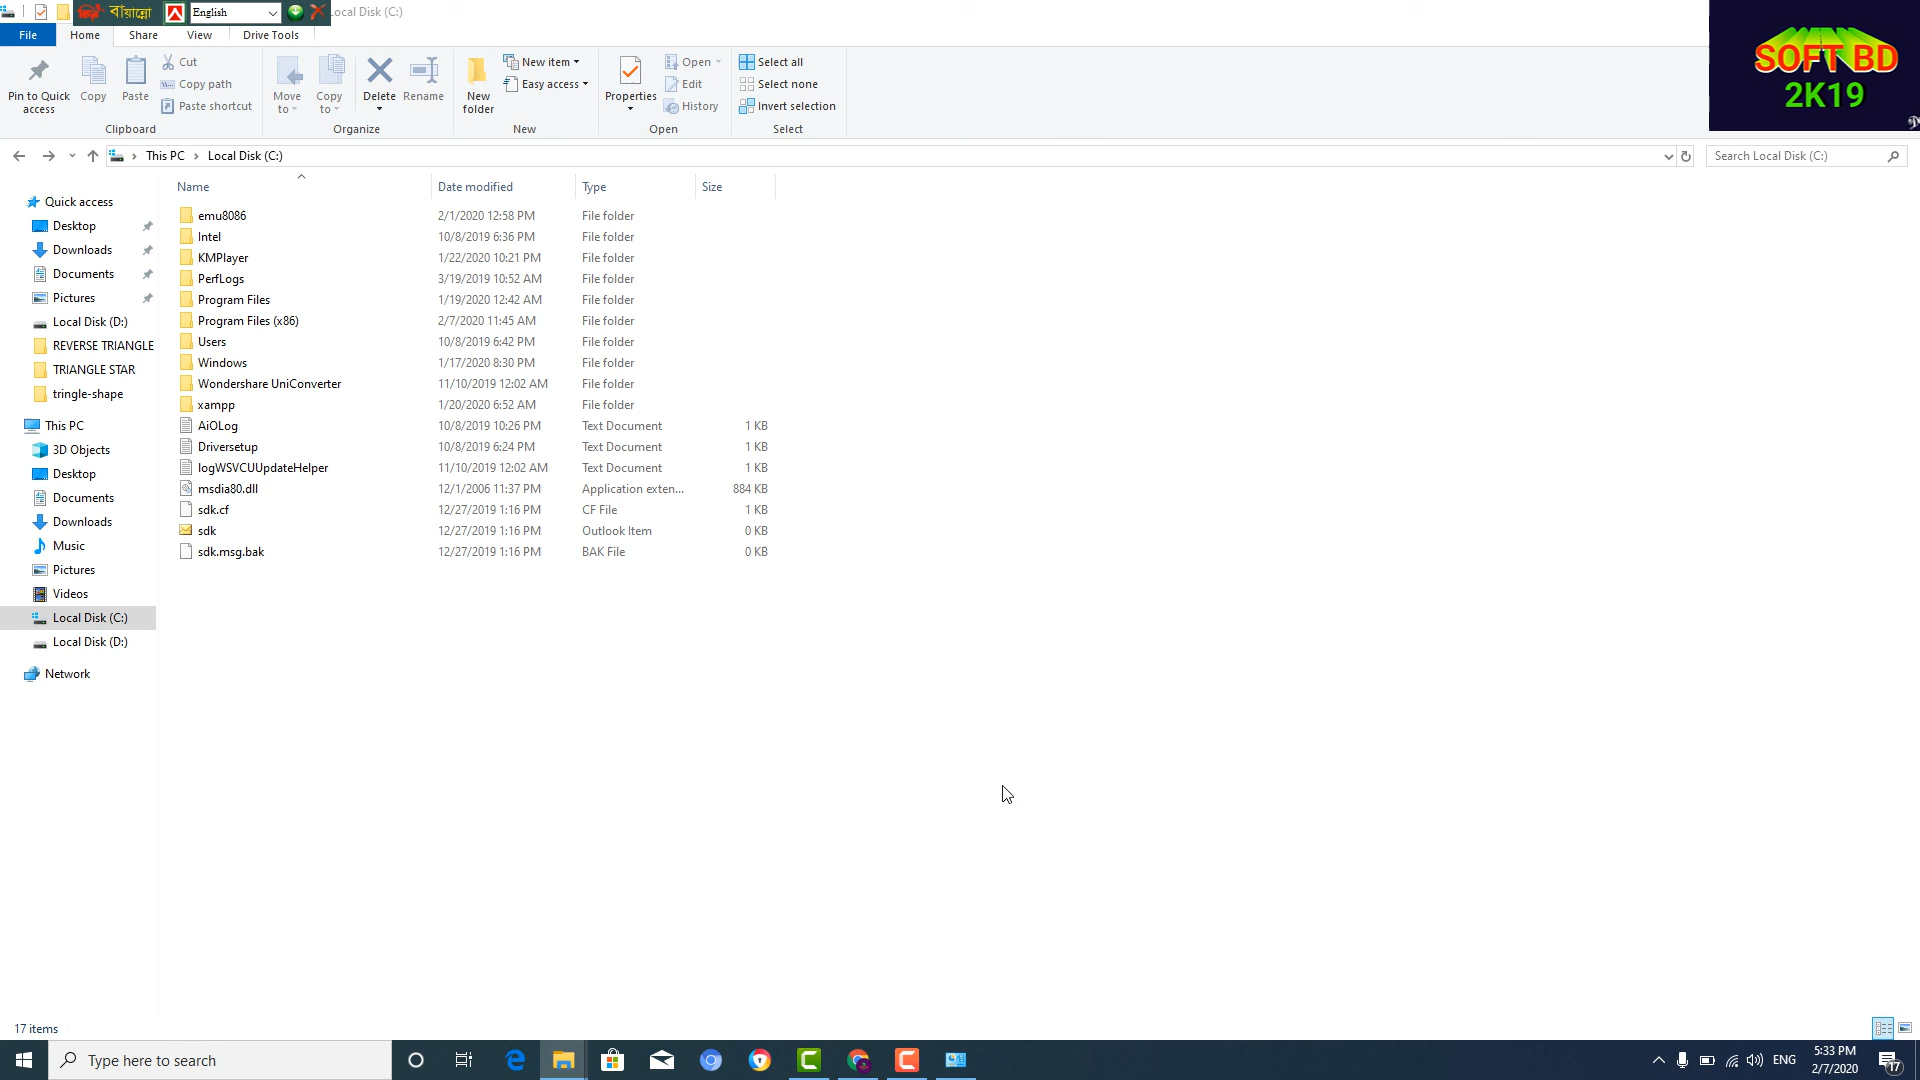 বাঁয়ান্নো English Local Disk (C:)
File Home Share View Drive Tools
SOFT BD
2K19
Pin to Quick access
Copy
Paste
Cut
Copy path
Paste shortcut
Clipboard
Move to
Copy to
Delete
Rename
Organize
New folder
New item
Easy access
New
Properties
Open
Edit
History
Open
Select all
Select none
Invert selection
Select
This PC Local Disk (C:)
Search Local Disk (C:)
Name Date modified Type Size
emu8086 2/1/2020 12:58 PM File folder
Intel 10/8/2019 6:36 PM File folder
KMPlayer 1/22/2020 10:21 PM File folder
PerfLogs 3/19/2019 10:52 AM File folder
Program Files 1/19/2020 12:42 AM File folder
Program Files (x86) 2/7/2020 11:45 AM File folder
Users 10/8/2019 6:42 PM File folder
Windows 1/17/2020 8:30 PM File folder
Wondershare UniConverter 11/10/2019 12:02 AM File folder
xampp 1/20/2020 6:52 AM File folder
AiOLog 10/8/2019 10:26 PM Text Document 1 KB
Driversetup 10/8/2019 6:24 PM Text Document 1 KB
logWSVCUUpdateHelper 11/10/2019 12:02 AM Text Document 1 KB
msdia80.dll 12/1/2006 11:37 PM Application exten... 884 KB
sdk.cf 12/27/2019 1:16 PM CF File 1 KB
sdk 12/27/2019 1:16 PM Outlook Item 0 KB
sdk.msg.bak 12/27/2019 1:16 PM BAK File 0 KB
Quick access
Desktop
Downloads
Documents
Pictures
Local Disk (D:)
REVERSE TRIANGLE
TRIANGLE STAR
tringle-shape
This PC
3D Objects
Desktop
Documents
Downloads
Music
Pictures
Videos
Local Disk (C:)
Local Disk (D:)
Network
17 items
Type here to search
ENG
5:33 PM
2/7/2020
17